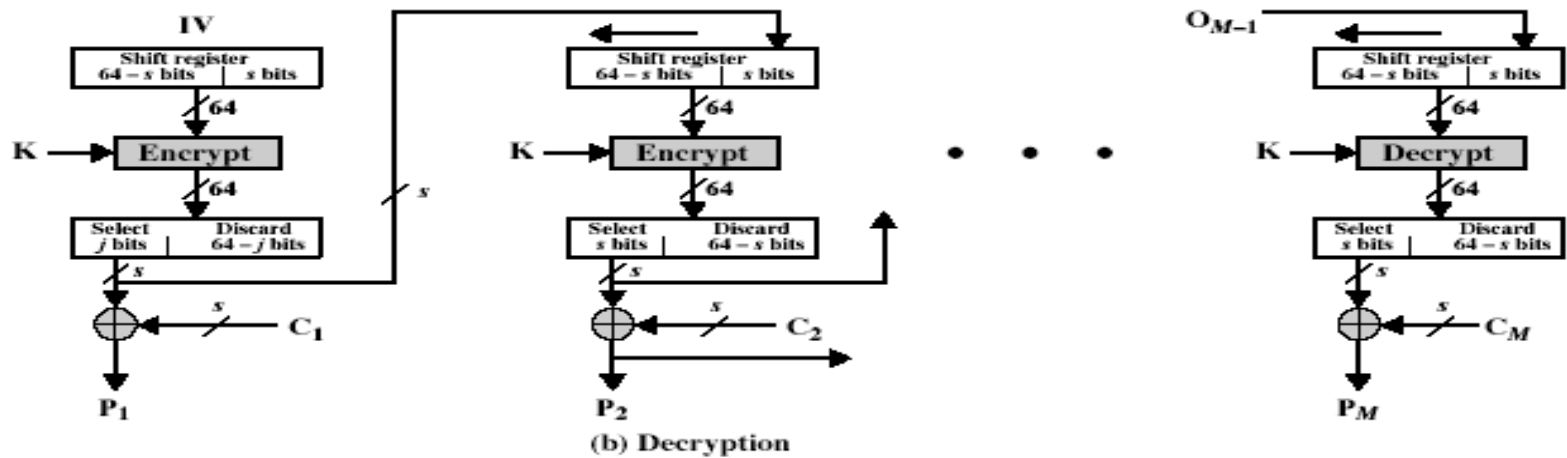 IV
Shift register
64 – s bits | s bits
64
K
Encrypt
64
Select Discard
j bits | 64 – j bits
s
s
C1
P1
s
Shift register
64 – s bits | s bits
64
K
Encrypt
64
Select Discard
s bits | 64 – s bits
s
s
C2
P2
• • •
OM–1
Shift register
64 – s bits | s bits
64
K
Decrypt
64
Select Discard
s bits | 64 – s bits
s
s
CM
PM
(b) Decryption